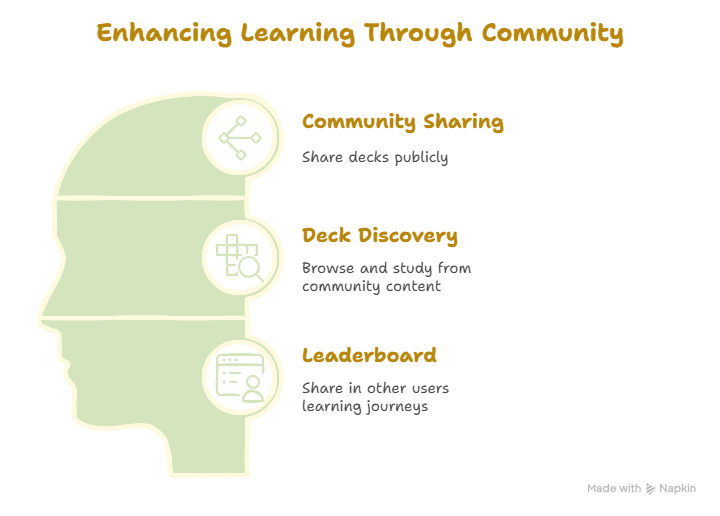 Enhancing Learning Through Community
Community Sharing
Share decks publicly
Deck Discovery
Browse and study from
community content
Leaderboard
Share in other users
learning journeys
Made with Napkin